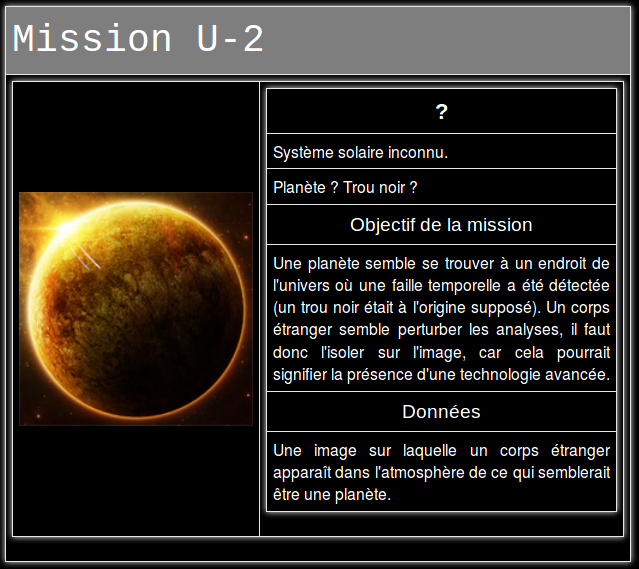 Mission U-2
?
Système solaire inconnu.
Planète ? Trou noir ?
Objectif de la mission
Une planète semble se trouver à un endroit de
l'univers où une faille temporelle a été détectée
(un trou noir était à l'origine supposé). Un corps
étranger semble perturber les analyses, il faut
donc l'isoler sur l'image, car cela pourrait
signifier la présence d'une technologie avancée.
Données
Une image sur laquelle un corps étranger
apparaît dans l'atmosphère de ce qui semblerait
être une planète.